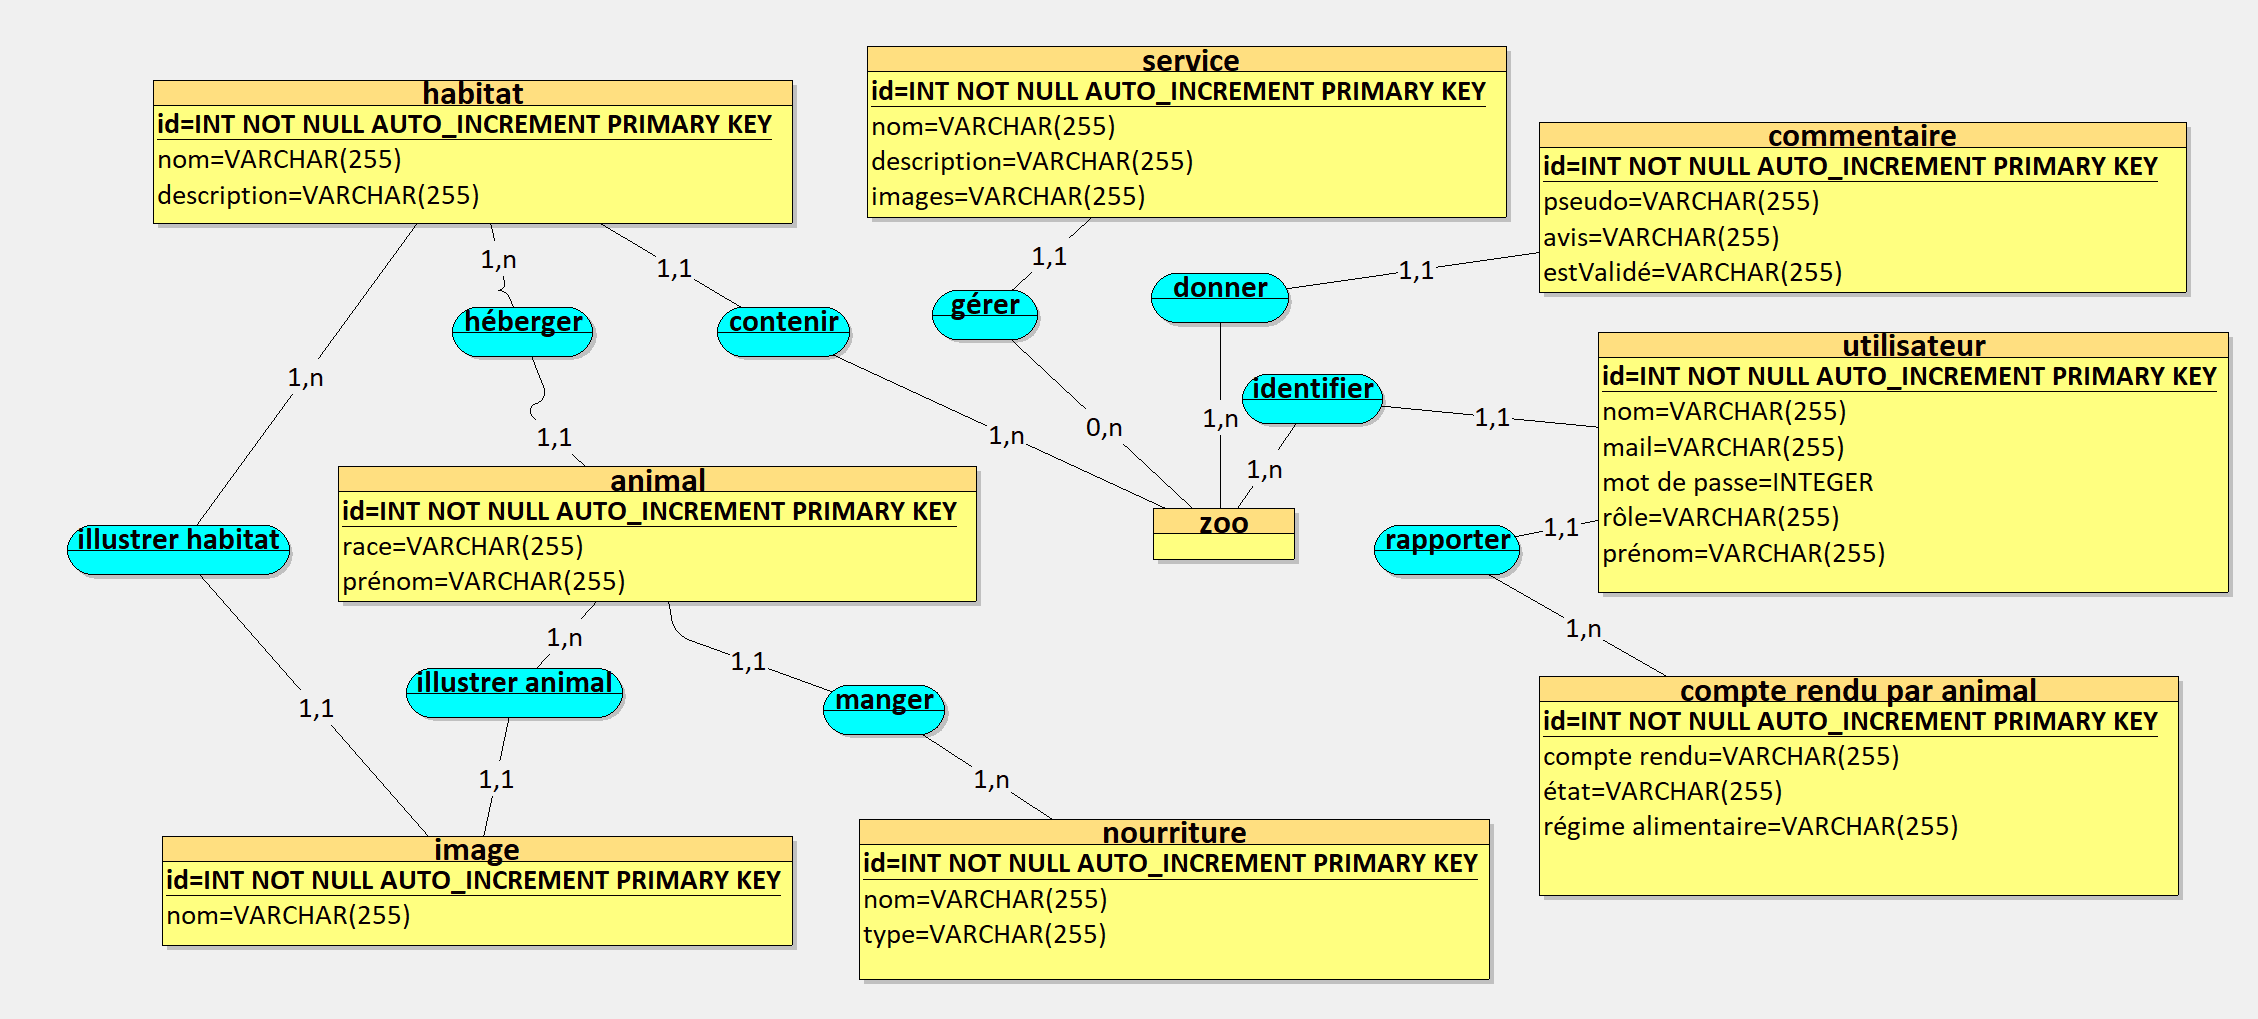 habitat
id=INT NOT NULL AUTO_INCREMENT PRIMARY KEY
nom=VARCHAR(255)
description=VARCHAR(255)
service
id=INT NOT NULL AUTO_INCREMENT PRIMARY KEY
nom=VARCHAR(255)
description=VARCHAR(255)
images=VARCHAR(255)
commentaire
id=INT NOT NULL AUTO_INCREMENT PRIMARY KEY
pseudo=VARCHAR(255)
avis=VARCHAR(255)
estValidé=VARCHAR(255)
1,n
1,1
1,1
1,1
héberger
contenir
gérer
donner
utilisateur
id=INT NOT NULL AUTO_INCREMENT PRIMARY KEY
nom=VARCHAR(255)
mail=VARCHAR(255)
mot de passe=INTEGER
rôle=VARCHAR(255)
prénom=VARCHAR(255)
1,n
identifier
1,1
1,1
1,n
0,n
1,n
1,n
animal
id=INT NOT NULL AUTO_INCREMENT PRIMARY KEY
race=VARCHAR(255)
prénom=VARCHAR(255)
illustrer habitat
zoo
rapporter
1,1
1,n
1,1
1,n
illustrer animal
manger
compte rendu par animal
id=INT NOT NULL AUTO_INCREMENT PRIMARY KEY
compte rendu=VARCHAR(255)
état=VARCHAR(255)
régime alimentaire=VARCHAR(255)
1,1
1,1
1,n
image
id=INT NOT NULL AUTO_INCREMENT PRIMARY KEY
nom=VARCHAR(255)
nourriture
id=INT NOT NULL AUTO_INCREMENT PRIMARY KEY
nom=VARCHAR(255)
type=VARCHAR(255)